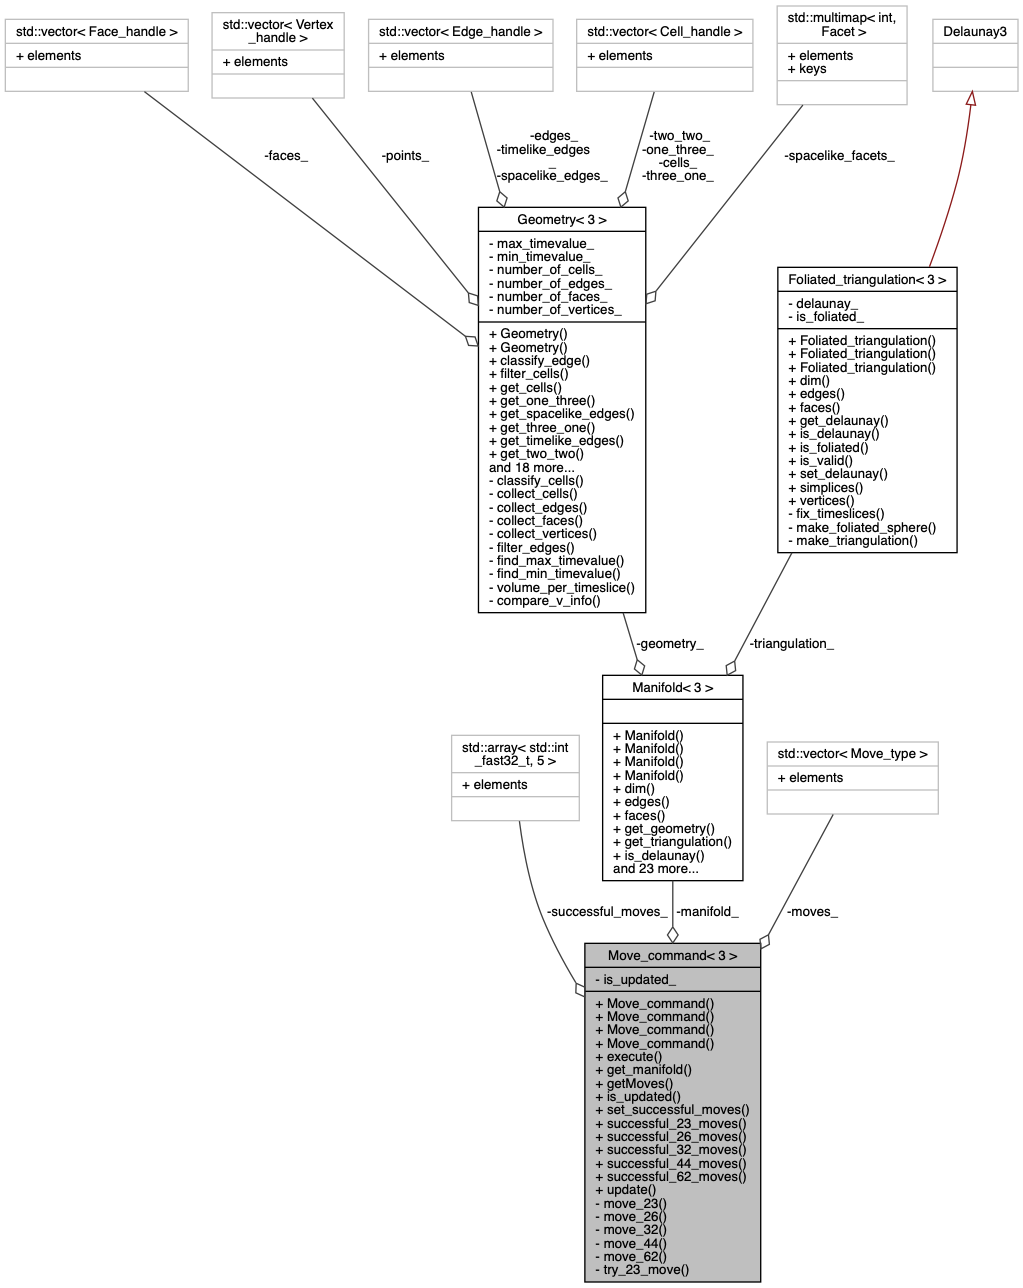 std::vector< Face_handle >
+ elements
std::vector< Vertex
_handle >
+ elements
std::vector< Edge_handle >
+ elements
std::vector< Cell_handle >
+ elements
std::multimap< int,
Facet >
+ elements
+ keys
Delaunay3
-faces_
-points_
-edges_
-timelike_edges
_
-spacelike_edges_
-two_two_
-one_three_
-cells_
-three_one_
-spacelike_facets_
Geometry< 3 >
- max_timevalue_
- min_timevalue_
- number_of_cells_
- number_of_edges_
- number_of_faces_
- number_of_vertices_
+ Geometry()
+ Geometry()
+ classify_edge()
+ filter_cells()
+ get_cells()
+ get_one_three()
+ get_spacelike_edges()
+ get_three_one()
+ get_timelike_edges()
+ get_two_two()
and 18 more...
- classify_cells()
- collect_cells()
- collect_edges()
- collect_faces()
- collect_vertices()
- filter_edges()
- find_max_timevalue()
- find_min_timevalue()
- volume_per_timeslice()
- compare_v_info()
Foliated_triangulation< 3 >
- delaunay_
- is_foliated_
+ Foliated_triangulation()
+ Foliated_triangulation()
+ Foliated_triangulation()
+ dim()
+ edges()
+ faces()
+ get_delaunay()
+ is_delaunay()
+ is_foliated()
+ is_valid()
+ set_delaunay()
+ simplices()
+ vertices()
- fix_timeslices()
- make_foliated_sphere()
- make_triangulation()
-geometry_
-triangulation_
Manifold< 3 >
+ Manifold()
+ Manifold()
+ Manifold()
+ Manifold()
+ dim()
+ edges()
+ faces()
+ get_geometry()
+ get_triangulation()
+ is_delaunay()
and 23 more...
std::array< std::int
_fast32_t, 5 >
+ elements
std::vector< Move_type >
+ elements
-successful_moves_
-manifold_
-moves_
Move_command< 3 >
- is_updated_
+ Move_command()
+ Move_command()
+ Move_command()
+ Move_command()
+ execute()
+ get_manifold()
+ getMoves()
+ is_updated()
+ set_successful_moves()
+ successful_23_moves()
+ successful_26_moves()
+ successful_32_moves()
+ successful_44_moves()
+ successful_62_moves()
+ update()
- move_23()
- move_26()
- move_32()
- move_44()
- move_62()
- try_23_move()